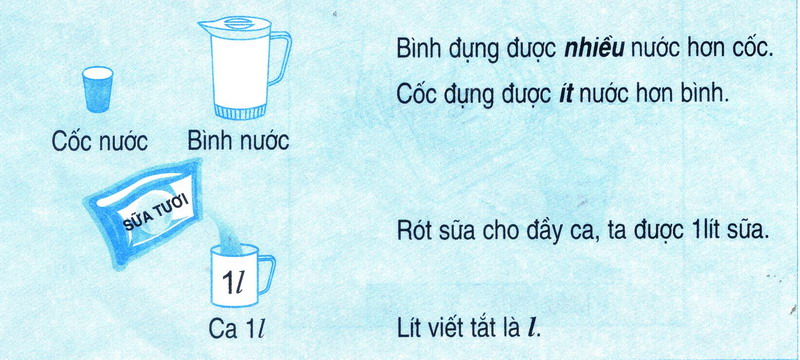 Bình đựng được nhiều nước hơn cốc.
Cốc đựng được ít nước hơn bình.
Cốc nước
Bình nước
SỮA TƯƠI
Rót sữa cho đầy ca, ta được 1lít sữa.
1l
Ca 1l
Lít viết tắt là l.